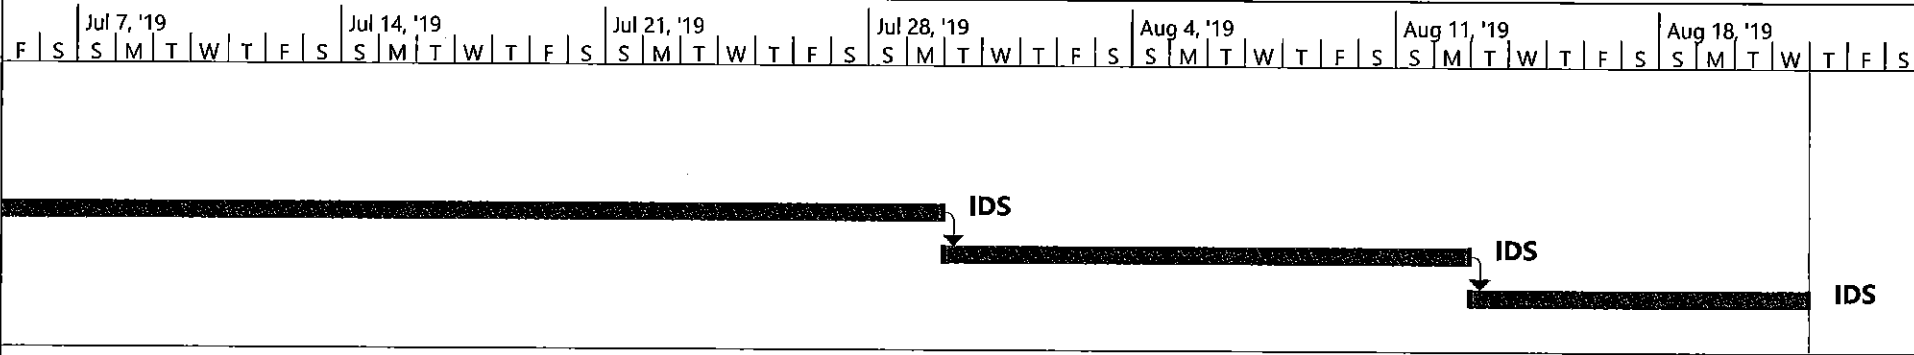 Jul 7, '19 Jul 14, '19 Jul 21, '19 Jul 28, '19 Aug 4, '19 Aug 11, '19 Aug 18, '19
F S S M T W T F S S M T W T F S S M T W T F S S M T W T F S S M T W T F S S M T W T F S S M T W T F S
IDS
IDS
IDS